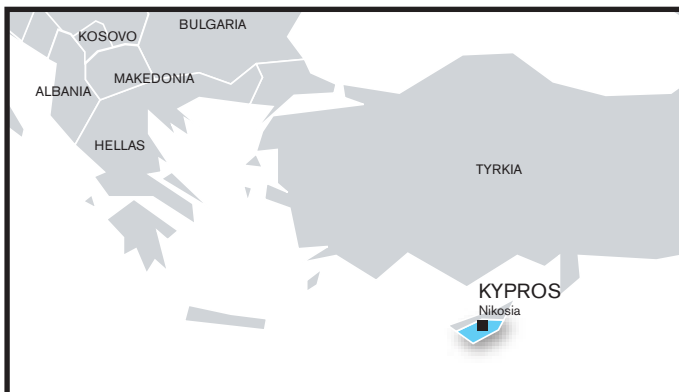 BULGARIA
KOSOVO
MAKEDONIA
ALBANIA
HELLAS
TYRKIA
KYPROS
Nikosia